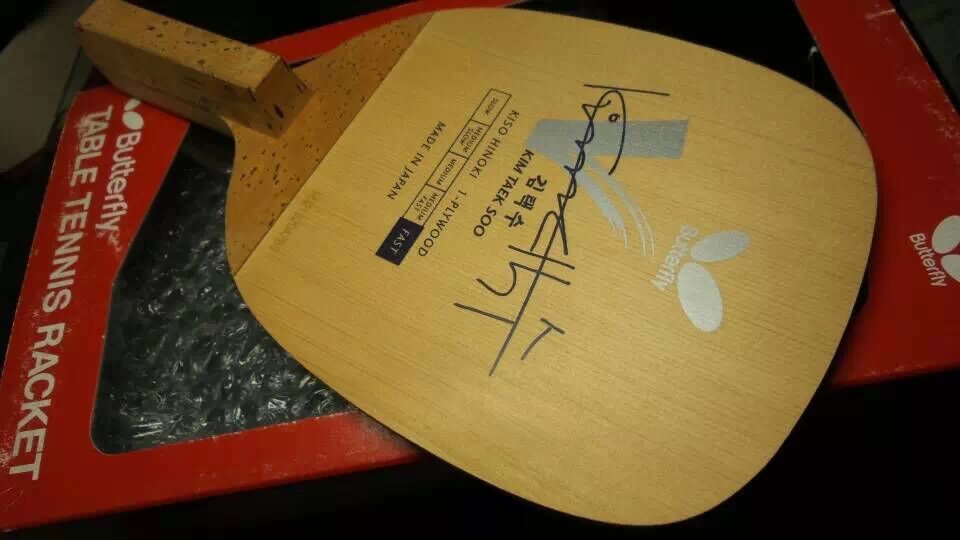 Butterfly
TABLE TENNIS RACKET
Butterfly
김택수
KIM TAEK SOO
KISO HINOKI 1-PLYWOOD
SLOW MEDIUM SLOW MEDIUM MEDIUM FAST FAST
MADE IN JAPAN
Butterfly